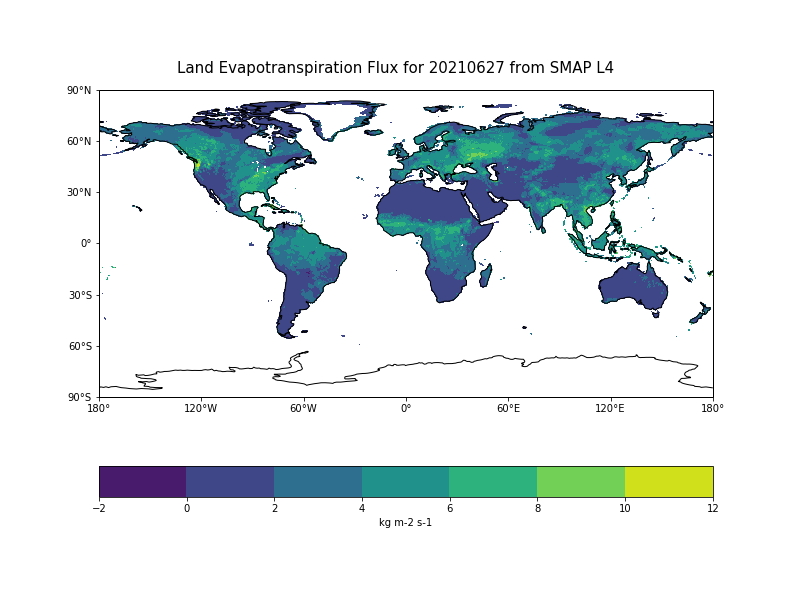 Land Evapotranspiration Flux for 20210627 from SMAP L4
90°N
60°N
30°N
0°
30°S
60°S
90°S
180° 120°W 60°W 0° 60°E 120°E 180°
−2 0 2 4 6 8 10 12
kg m-2 s-1